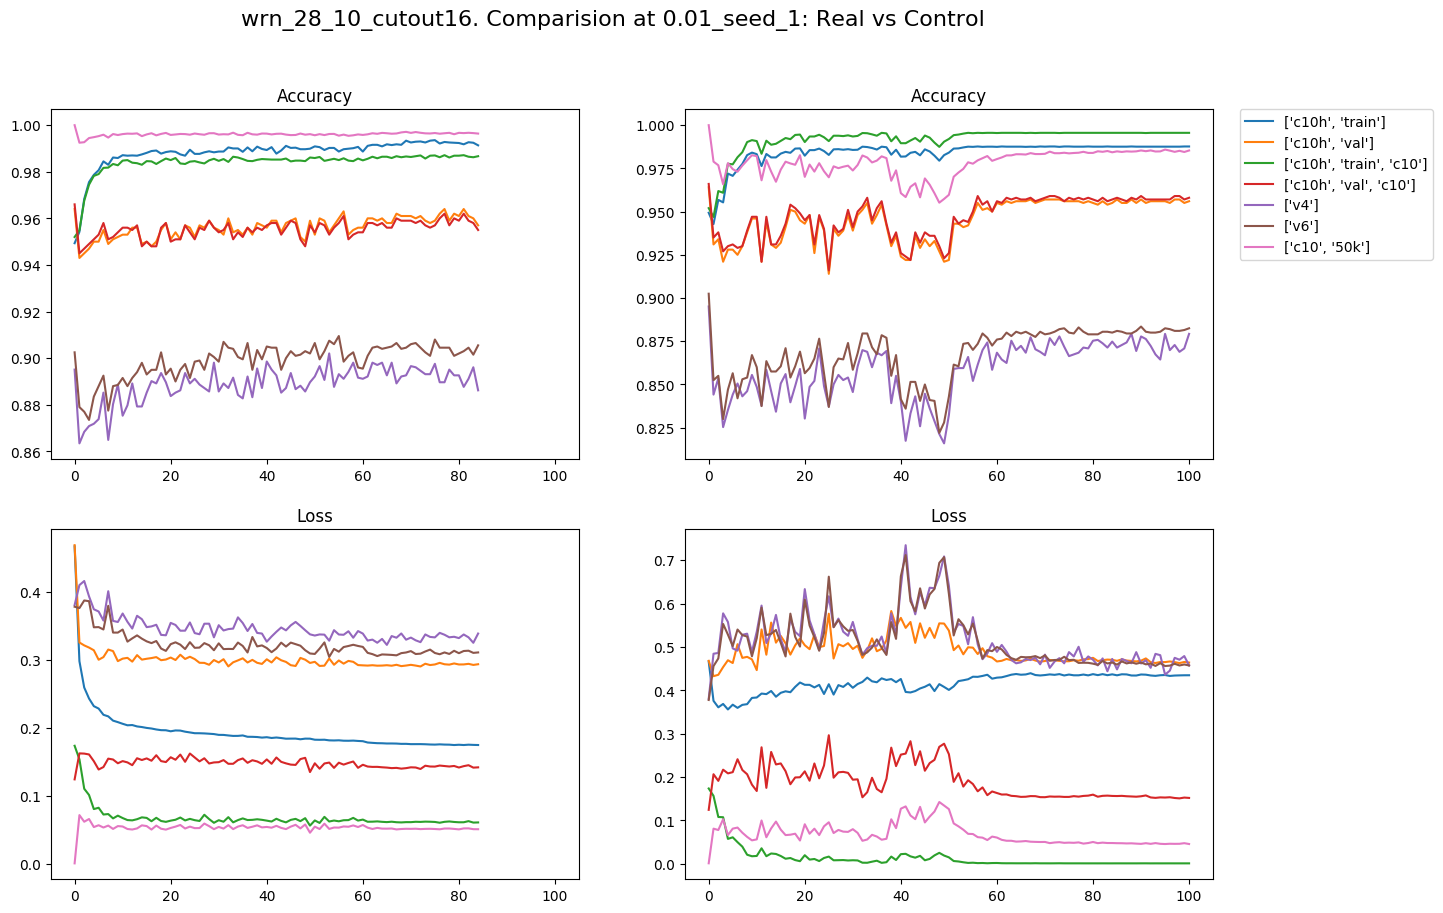 wrn_28_10_cutout16. Comparision at 0.01_seed_1: Real vs Control
Accuracy
1.00
0.98
0.96
0.94
0.92
0.90
0.88
0.86
0 20 40 60 80 100
Accuracy
1.000
0.975
0.950
0.925
0.900
0.875
0.850
0.825
0 20 40 60 80 100
['c10h', 'train']
['c10h', 'val']
['c10h', 'train', 'c10']
['c10h', 'val', 'c10']
['v4']
['v6']
['c10', '50k']
Loss
0.4
0.3
0.2
0.1
0.0
0 20 40 60 80 100
Loss
0.7
0.6
0.5
0.4
0.3
0.2
0.1
0.0
0 20 40 60 80 100